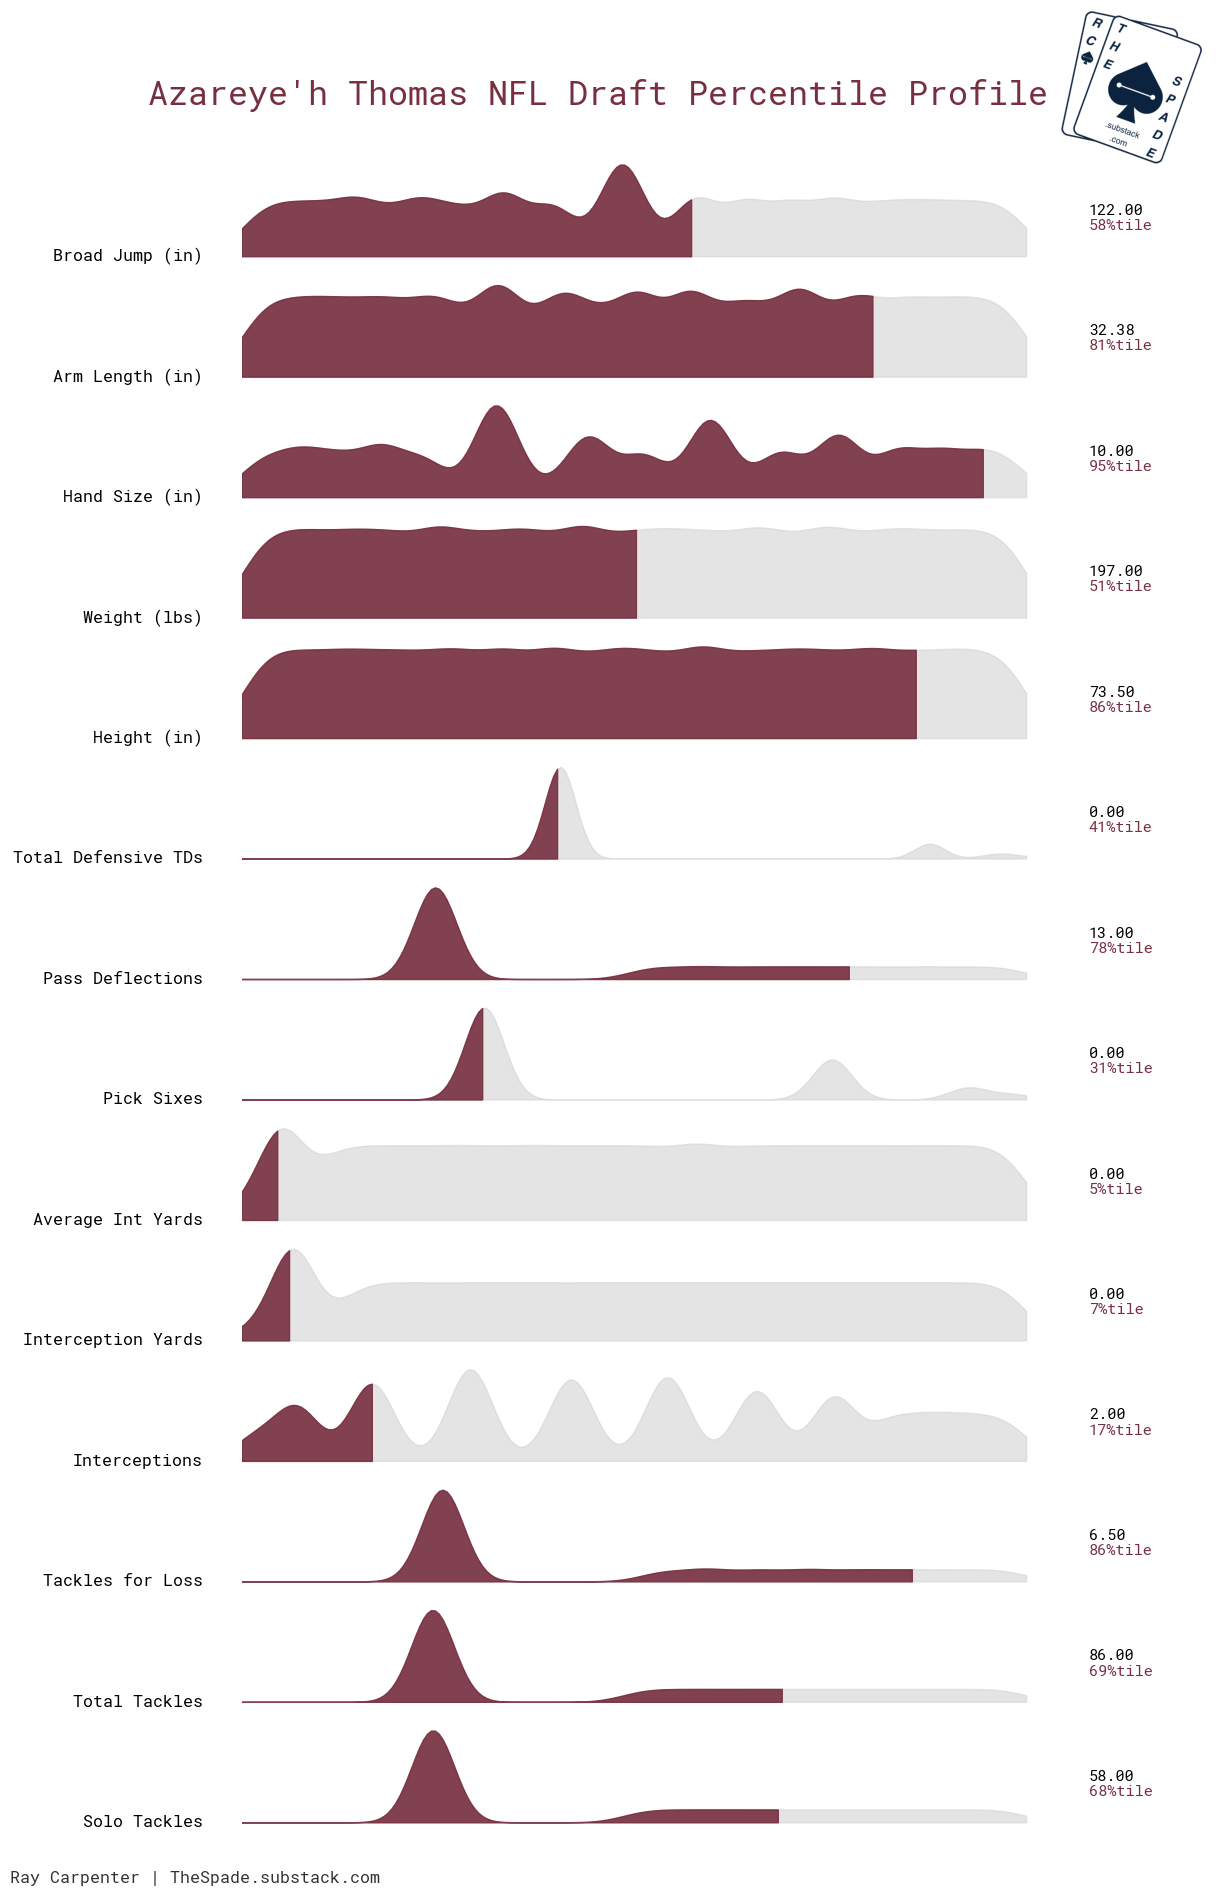 R
C
T
H
E
S
P
A
D
E
.substack
.com
Azareye'h Thomas NFL Draft Percentile Profile
Broad Jump (in)
122.00
58%tile
Arm Length (in)
32.38
81%tile
Hand Size (in)
10.00
95%tile
Weight (lbs)
197.00
51%tile
Height (in)
73.50
86%tile
Total Defensive TDs
0.00
41%tile
Pass Deflections
13.00
78%tile
Pick Sixes
0.00
31%tile
Average Int Yards
0.00
5%tile
Interception Yards
0.00
7%tile
Interceptions
2.00
17%tile
Tackles for Loss
6.50
86%tile
Total Tackles
86.00
69%tile
Solo Tackles
58.00
68%tile
Ray Carpenter | TheSpade.substack.com